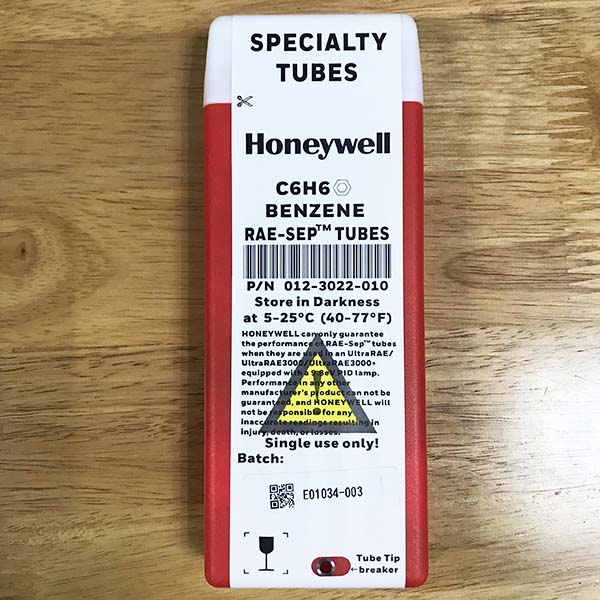 SPECIALTY
TUBES
Honeywell
C6H6
BENZENE
RAE-SEP™ TUBES
P/N 012-3022-010
Store in Darkness
at 5-25°C (40-77°F)
HONEYWELL can only guarantee
the performance of RAE-Sep™ tubes
when they are used in an UltraRAE/
UltraRAE3000/UltraRAE3000+
equipped with a 9.8eV PID lamp.
Performance in any other
manufacturer's product can not be
guaranteed, and HONEYWELL will
not be responsible for any
inaccurate readings resulting in
injury, death, or losses.
Single use only!
Batch:
E01034-003
Tube Tip
←breaker